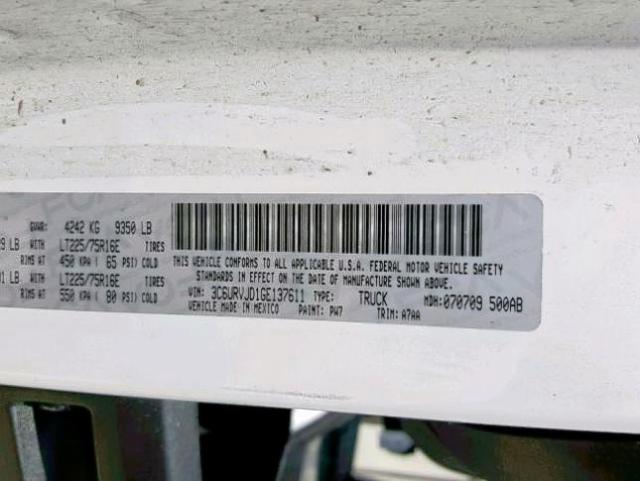 GVWR: 4242 KG 9350 LB
9 LB WITH LT225/75R16E TIRES
RIMS AT 450 KPA ( 65 PSI) COLD
01 LB WITH LT225/75R16E TIRES
RIMS AT 550 KPA ( 80 PSI) COLD
THIS VEHICLE CONFORMS TO ALL APPLICABLE U.S.A. FEDERAL MOTOR VEHICLE SAFETY
STANDARDS IN EFFECT ON THE DATE OF MANUFACTURE SHOWN ABOVE.
VIN: 3C6URVJD1GE137611 TYPE: TRUCK MDH: 070709 500AB
VEHICLE MADE IN MEXICO PAINT: PW7 TRIM: A7AA